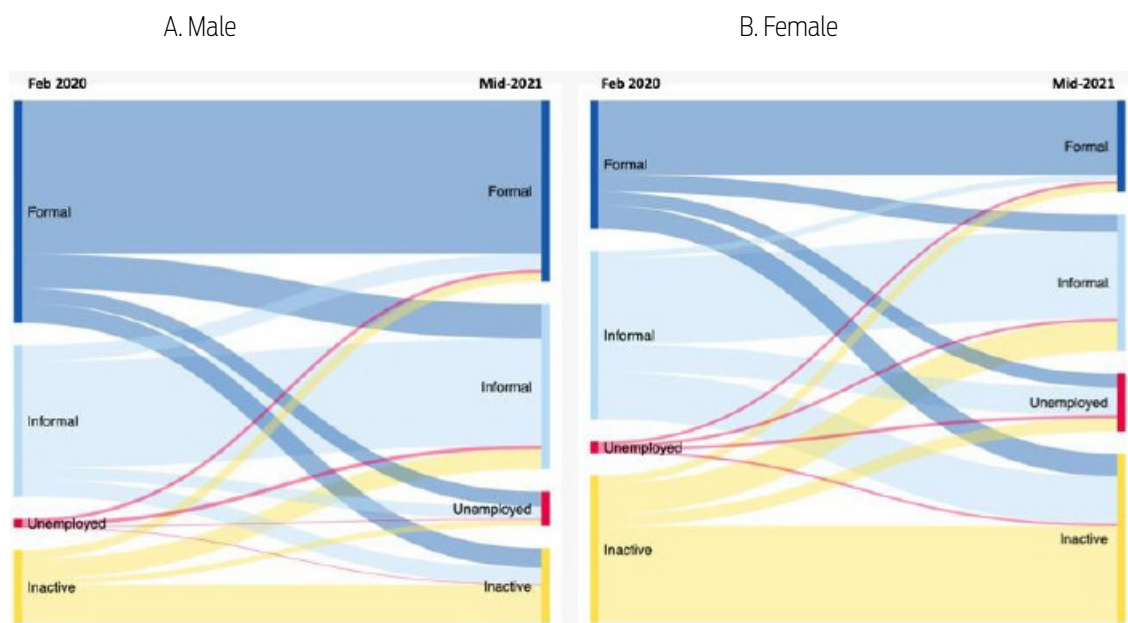 A. Male
Feb 2020
Mid-2021
Formal
Formal
Informal
Informal
Unemployed
Unemployed
Inactive
Inactive
B. Female
Feb 2020
Mid-2021
Formal
Formal
Informal
Informal
Unemployed
Unemployed
Inactive
Inactive